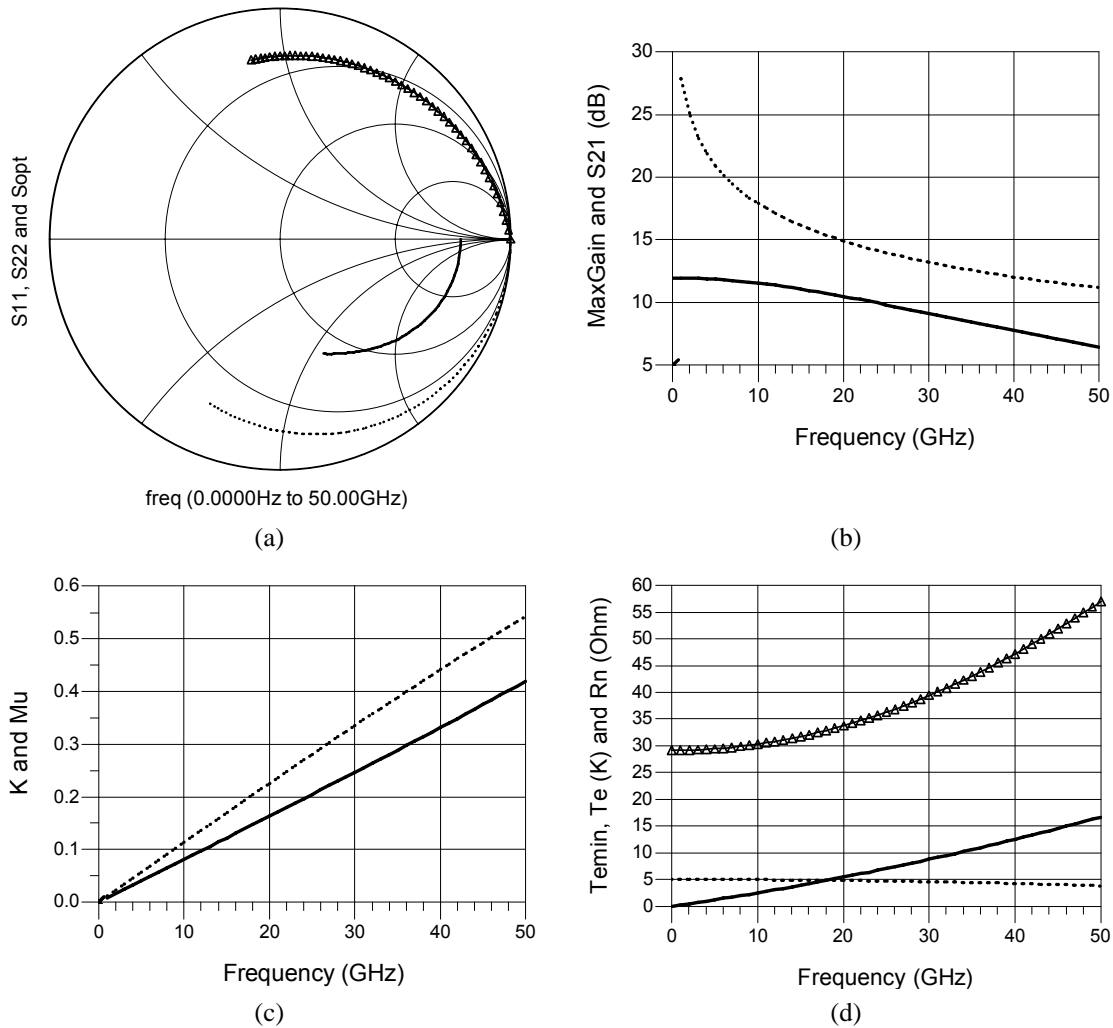 S11, S22 and Sopt
freq (0.0000Hz to 50.00GHz)
(a)
MaxGain and S21 (dB)
30
25
20
15
10
5
0 10 20 30 40 50
Frequency (GHz)
(b)
K and Mu
0.6
0.5
0.4
0.3
0.2
0.1
0.0
0 10 20 30 40 50
Frequency (GHz)
(c)
Temin, Te (K) and Rn (Ohm)
60
55
50
45
40
35
30
25
20
15
10
5
0
0 10 20 30 40 50
Frequency (GHz)
(d)